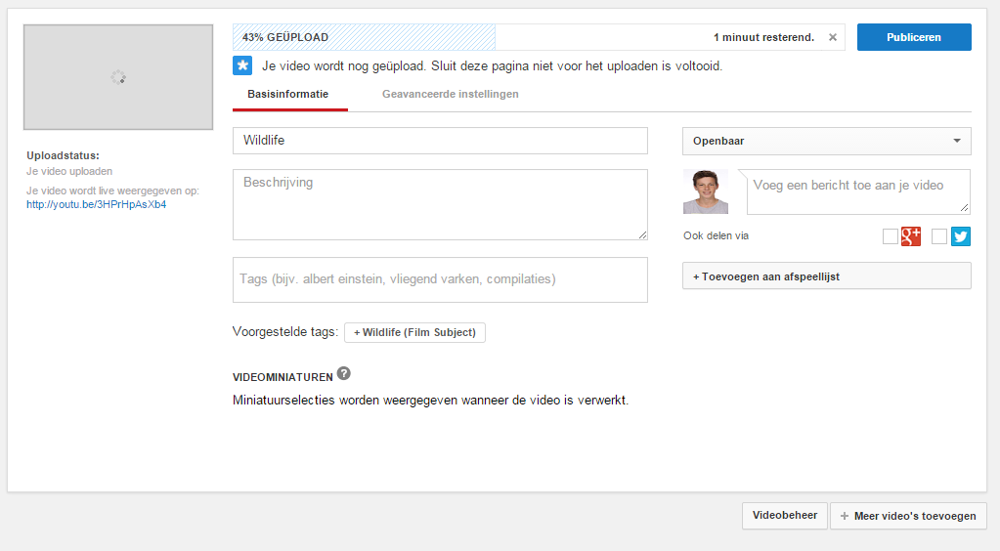 43% GEÜPLOAD
1 minuut resterend.
Publiceren
Je video wordt nog geüpload. Sluit deze pagina niet voor het uploaden is voltooid.
Basisinformatie
Geavanceerde instellingen
Uploadstatus:
Je video uploaden
Je video wordt live weergegeven op:
http://youtu.be/3HPrHpAsXb4
Wildlife
Beschrijving
Tags (bijv. albert einstein, vliegend varken, compilaties)
Voorgestelde tags: + Wildlife (Film Subject)
VIDEOMINIATUREN ?
Miniatuurselecties worden weergegeven wanneer de video is verwerkt.
Openbaar
Voeg een bericht toe aan je video
Ook delen via
g+
+ Toevoegen aan afspeellijst
Videobeheer
+ Meer video's toevoegen